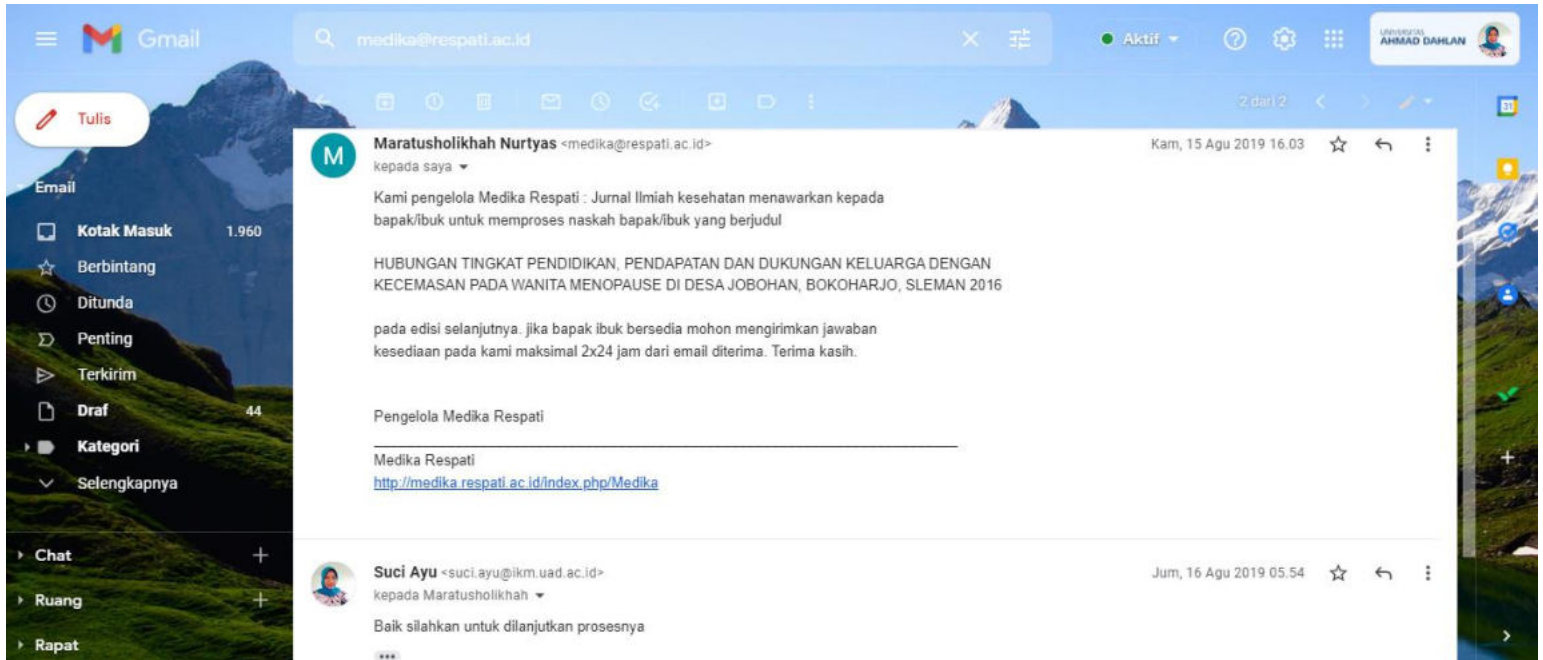 Gmail
medika@respati.ac.id
Aktif
UNIVERSITAS
AHMAD DAHLAN
Tulis
2 dari 2
31
Email
Kotak Masuk 1.960
Berbintang
Ditunda
Penting
Terkirim
Draf 44
Kategori
Selengkapnya
Chat
Ruang
Rapat
M
Maratusholikhah Nurtyas <medika@respati.ac.id>
Kam, 15 Agu 2019 16.03
kepada saya
Kami pengelola Medika Respati : Jurnal Ilmiah kesehatan menawarkan kepada
bapak/ibuk untuk memproses naskah bapak/ibuk yang berjudul
HUBUNGAN TINGKAT PENDIDIKAN, PENDAPATAN DAN DUKUNGAN KELUARGA DENGAN
KECEMASAN PADA WANITA MENOPAUSE DI DESA JOBOHAN, BOKOHARJO, SLEMAN 2016
pada edisi selanjutnya. jika bapak ibuk bersedia mohon mengirimkan jawaban
kesediaan pada kami maksimal 2x24 jam dari email diterima. Terima kasih.
Pengelola Medika Respati
Medika Respati
http://medika.respati.ac.id/index.php/Medika
Suci Ayu <suci.ayu@ikm.uad.ac.id>
Jum, 16 Agu 2019 05.54
kepada Maratusholikhah
Baik silahkan untuk dilanjutkan prosesnya